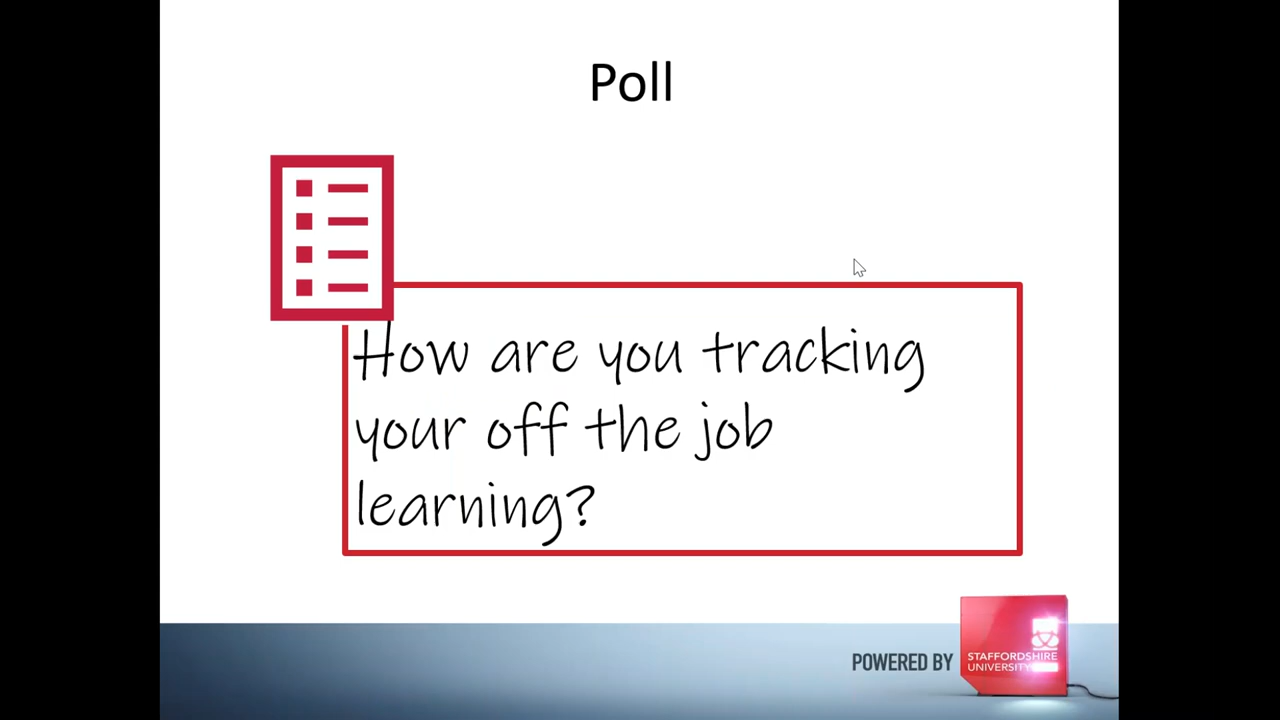 Poll
How are you tracking
your off the job
learning?
POWERED BY
STAFFORDSHIRE
UNIVERSITY